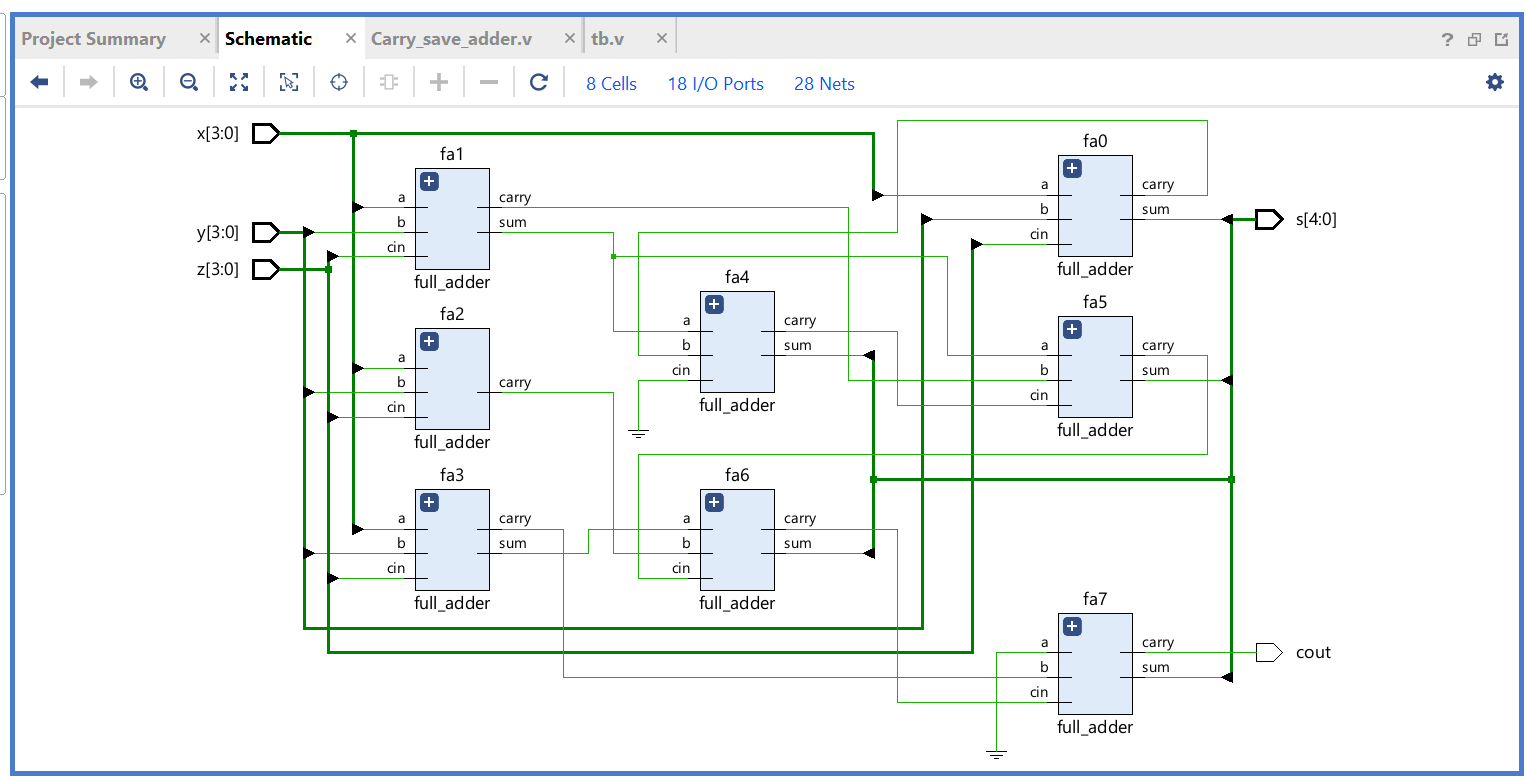 Project Summary × Schematic × Carry_save_adder.v × tb.v × ?
8 Cells 18 I/O Ports 28 Nets
x[3:0]
y[3:0]
z[3:0]
fa1
a carry
b sum
cin
full_adder
fa2
a
b carry
cin
full_adder
fa3
a carry
b sum
cin
full_adder
fa4
a carry
b sum
cin
full_adder
fa6
a carry
b sum
cin
full_adder
fa0
a carry
b sum
cin
full_adder
fa5
a carry
b sum
cin
full_adder
fa7
a carry
b sum
cin
full_adder
s[4:0]
cout